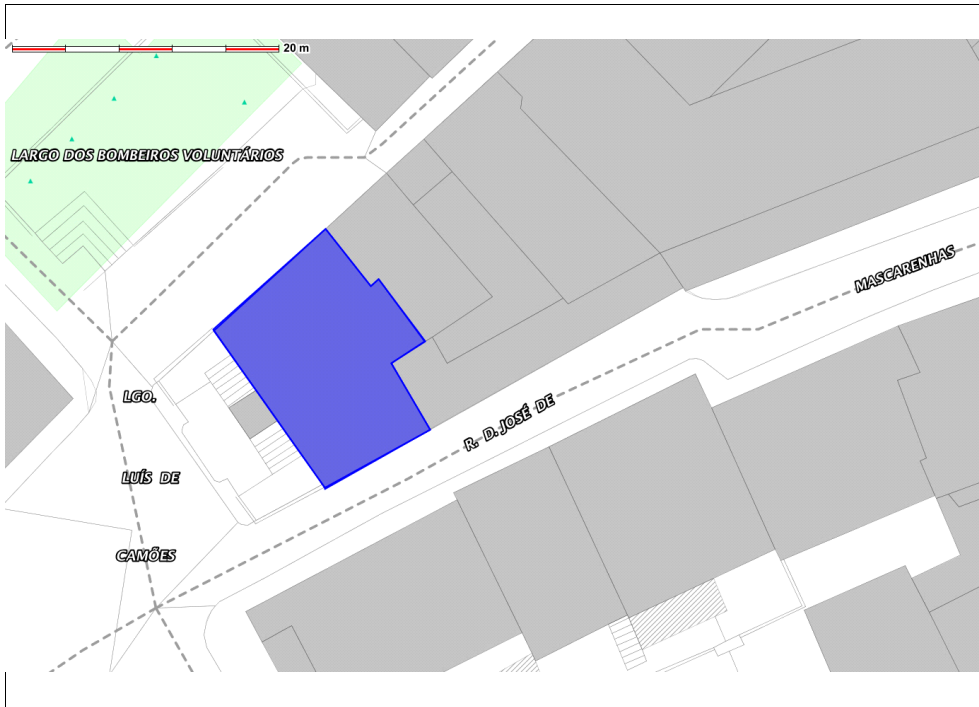 20 m
LARGO DOS BOMBEIROS VOLUNTÁRIOS
MASCARENHAS
R. D. JOSÉ DE
LGO.
LUÍS DE
CAMÕES